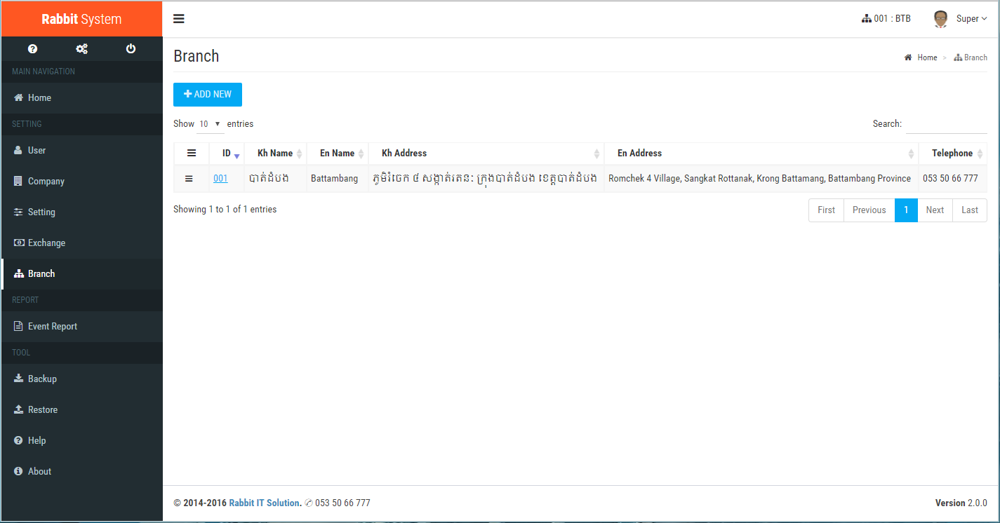 Rabbit System
001 : BTB
Super
MAIN NAVIGATION
Home
SETTING
User
Company
Setting
Exchange
Branch
REPORT
Event Report
TOOL
Backup
Restore
Help
About
Branch
Home > Branch
ADD NEW
Show 10 entries
Search:
ID Kh Name En Name Kh Address En Address Telephone
001 បាត់ដំបង Battambang ភូមិរំចេក ៤ សង្កាត់រតនៈ ក្រុងបាត់ដំបង ខេត្តបាត់ដំបង Romchek 4 Village, Sangkat Rottanak, Krong Battamang, Battambang Province 053 50 66 777
Showing 1 to 1 of 1 entries
First Previous 1 Next Last
© 2014-2016 Rabbit IT Solution. ✆ 053 50 66 777
Version 2.0.0